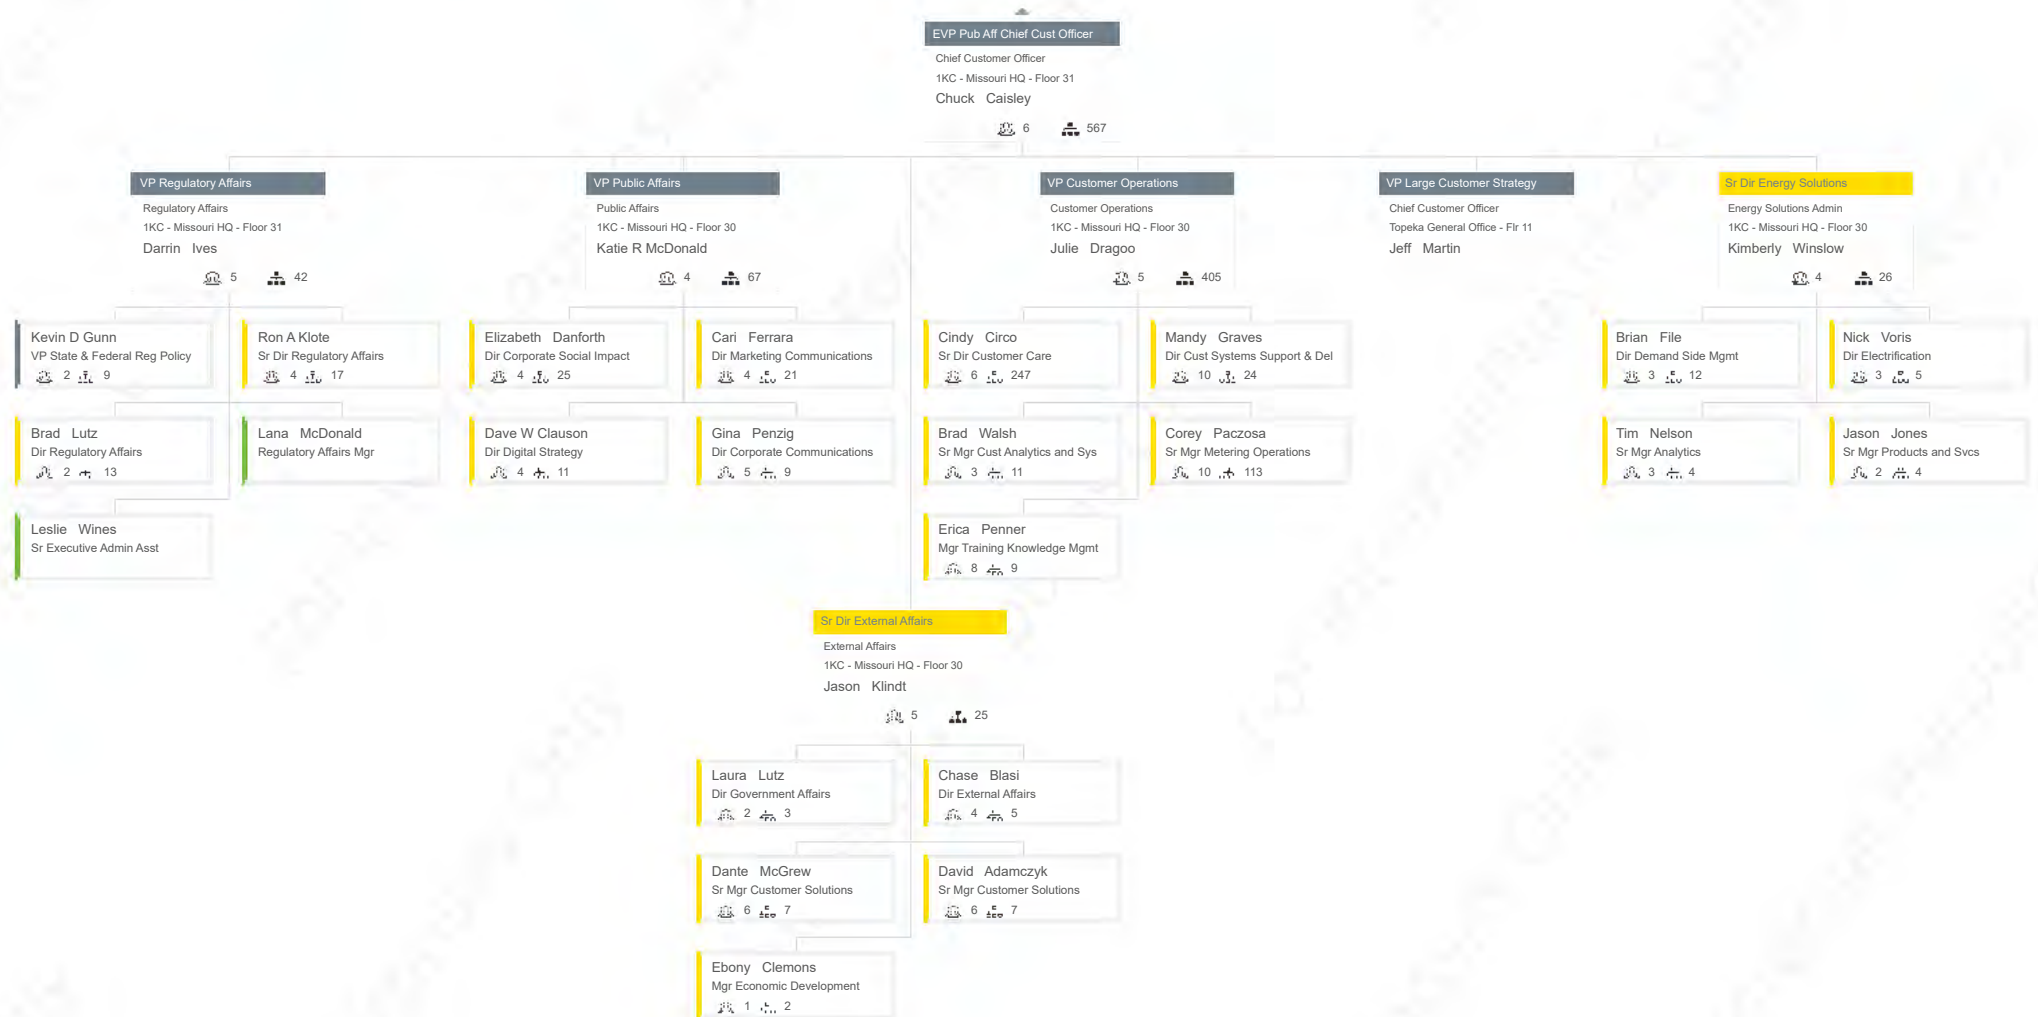 EVP Pub Aff Chief Cust Officer
Chief Customer Officer
1KC - Missouri HQ - Floor 31
Chuck Caisley
6 567
VP Regulatory Affairs
Regulatory Affairs
1KC - Missouri HQ - Floor 31
Darrin Ives
5 42
Kevin D Gunn
VP State & Federal Reg Policy
2 9
Ron A Klote
Sr Dir Regulatory Affairs
4 17
Brad Lutz
Dir Regulatory Affairs
2 13
Lana McDonald
Regulatory Affairs Mgr
Leslie Wines
Sr Executive Admin Asst
VP Public Affairs
Public Affairs
1KC - Missouri HQ - Floor 30
Katie R McDonald
4 67
Elizabeth Danforth
Dir Corporate Social Impact
4 25
Cari Ferrara
Dir Marketing Communications
4 21
Dave W Clauson
Dir Digital Strategy
4 11
Gina Penzig
Dir Corporate Communications
5 9
VP Customer Operations
Customer Operations
1KC - Missouri HQ - Floor 30
Julie Dragoo
5 405
Cindy Circo
Sr Dir Customer Care
6 247
Mandy Graves
Dir Cust Systems Support & Del
10 24
Brad Walsh
Sr Mgr Cust Analytics and Sys
3 11
Corey Paczosa
Sr Mgr Metering Operations
10 113
Erica Penner
Mgr Training Knowledge Mgmt
8 9
VP Large Customer Strategy
Chief Customer Officer
Topeka General Office - Flr 11
Jeff Martin
Sr Dir Energy Solutions
Energy Solutions Admin
1KC - Missouri HQ - Floor 30
Kimberly Winslow
4 26
Brian File
Dir Demand Side Mgmt
3 12
Nick Voris
Dir Electrification
3 5
Tim Nelson
Sr Mgr Analytics
3 4
Jason Jones
Sr Mgr Products and Svcs
2 4
Sr Dir External Affairs
External Affairs
1KC - Missouri HQ - Floor 30
Jason Klindt
5 25
Laura Lutz
Dir Government Affairs
2 3
Chase Blasi
Dir External Affairs
4 5
Dante McGrew
Sr Mgr Customer Solutions
6 7
David Adamczyk
Sr Mgr Customer Solutions
6 7
Ebony Clemons
Mgr Economic Development
1 2